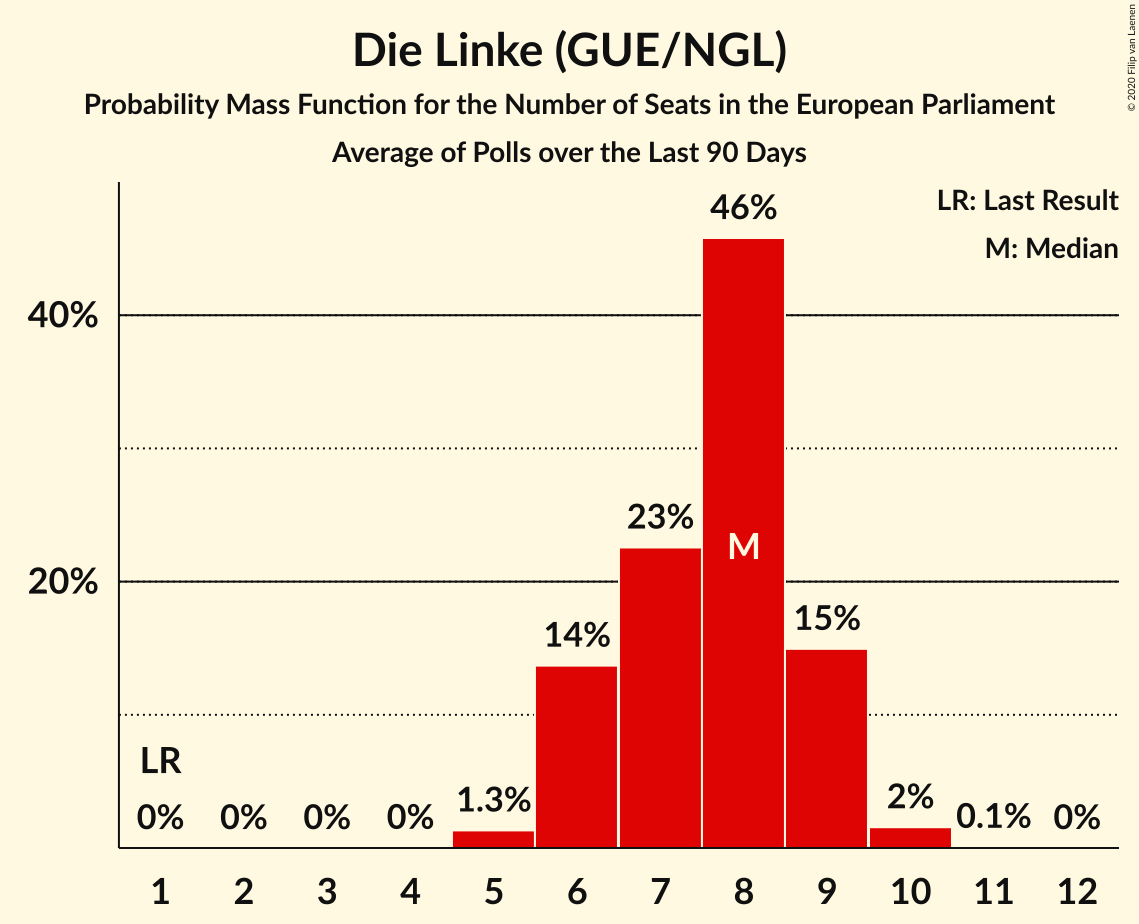 Die Linke (GUE/NGL)
Probability Mass Function for the Number of Seats in the European Parliament
Average of Polls over the Last 90 Days
© 2020 Filip van Laenen
LR: Last Result
M: Median
46%
40%
23%
M
20%
15%
14%
LR
1.3%
2%
0% 0% 0% 0% 0.1% 0%
1 2 3 4 5 6 7 8 9 10 11 12